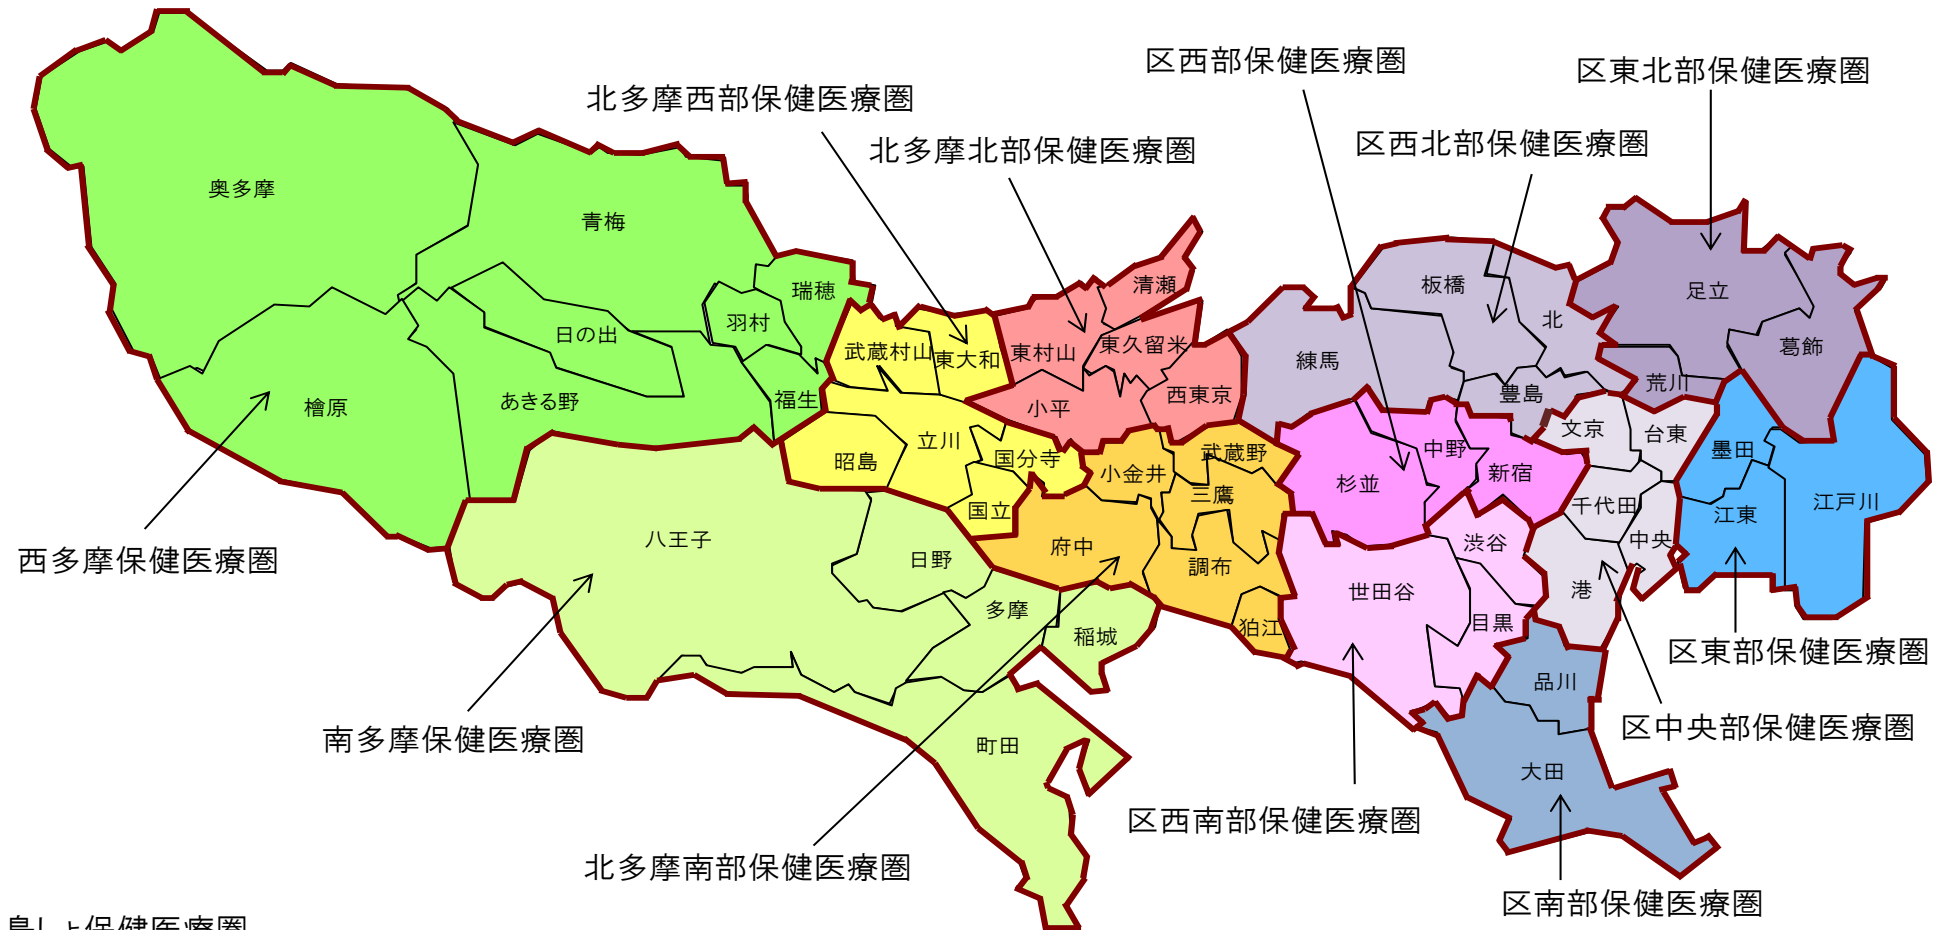 区西部保健医療圏
区東北部保健医療圏
北多摩西部保健医療圏
区西北部保健医療圏
北多摩北部保健医療圏
奥多摩
青梅
瑞穂
清瀬
板橋
足立
羽村
日の出
武蔵村山
東大和
東村山
東久留米
練馬
北
葛飾
檜原
あきる野
福生
小平
西東京
豊島
荒川
立川
昭島
国分寺
国立
小金井
武蔵野
三鷹
杉並
中野
新宿
文京
台東
墨田
江戸川
千代田
江東
中央
西多摩保健医療圏
八王子
日野
府中
調布
渋谷
世田谷
港
多摩
稲城
狛江
目黒
区東部保健医療圏
品川
南多摩保健医療圏
町田
区中央部保健医療圏
大田
区西南部保健医療圏
北多摩南部保健医療圏
区南部保健医療圏
島しょ保健医療圏